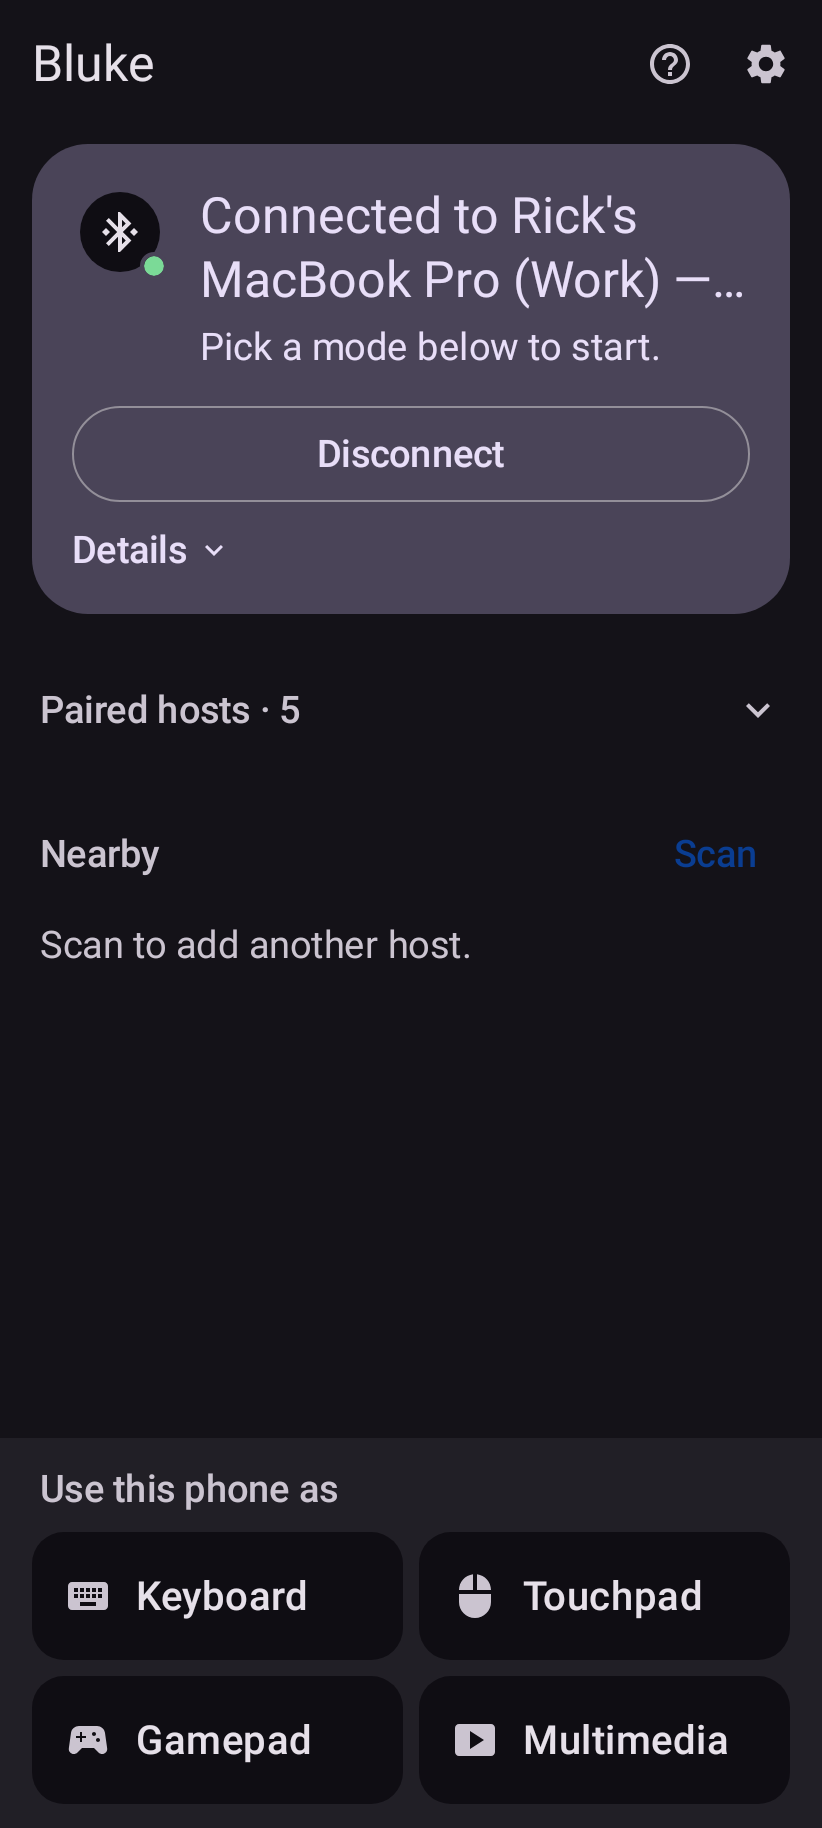 Bluke
Connected to Rick's
MacBook Pro (Work) —…
Pick a mode below to start.
Disconnect
Details
Paired hosts · 5
Nearby
Scan
Scan to add another host.
Use this phone as
Keyboard
Touchpad
Gamepad
Multimedia